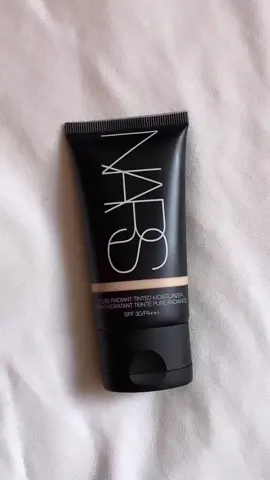 NARS
PURE RADIANT TINTED MOISTURIZER
HYDRATANT TEINTÉ PURE RADIANCE
SPF 30/PA+++